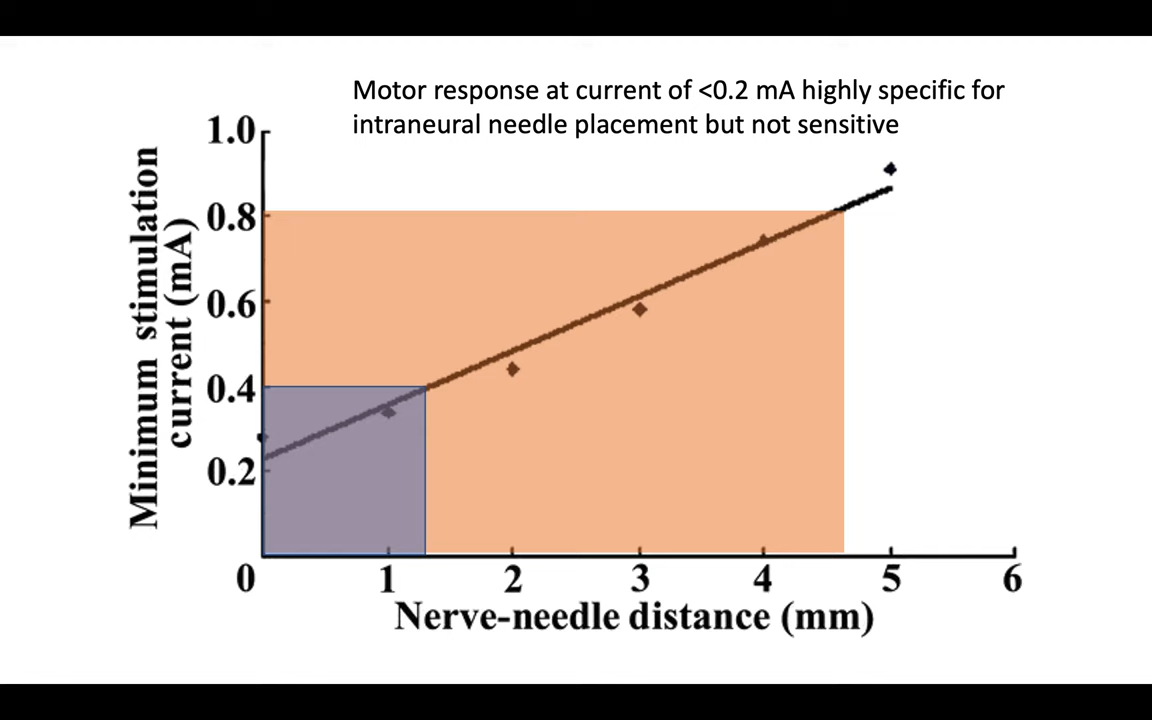 Motor response at current of <0.2 mA highly specific for
intraneural needle placement but not sensitive
Minimum stimulation
current (mA)
1.0
0.8
0.6
0.4
0.2
0 1 2 3 4 5 6
Nerve-needle distance (mm)